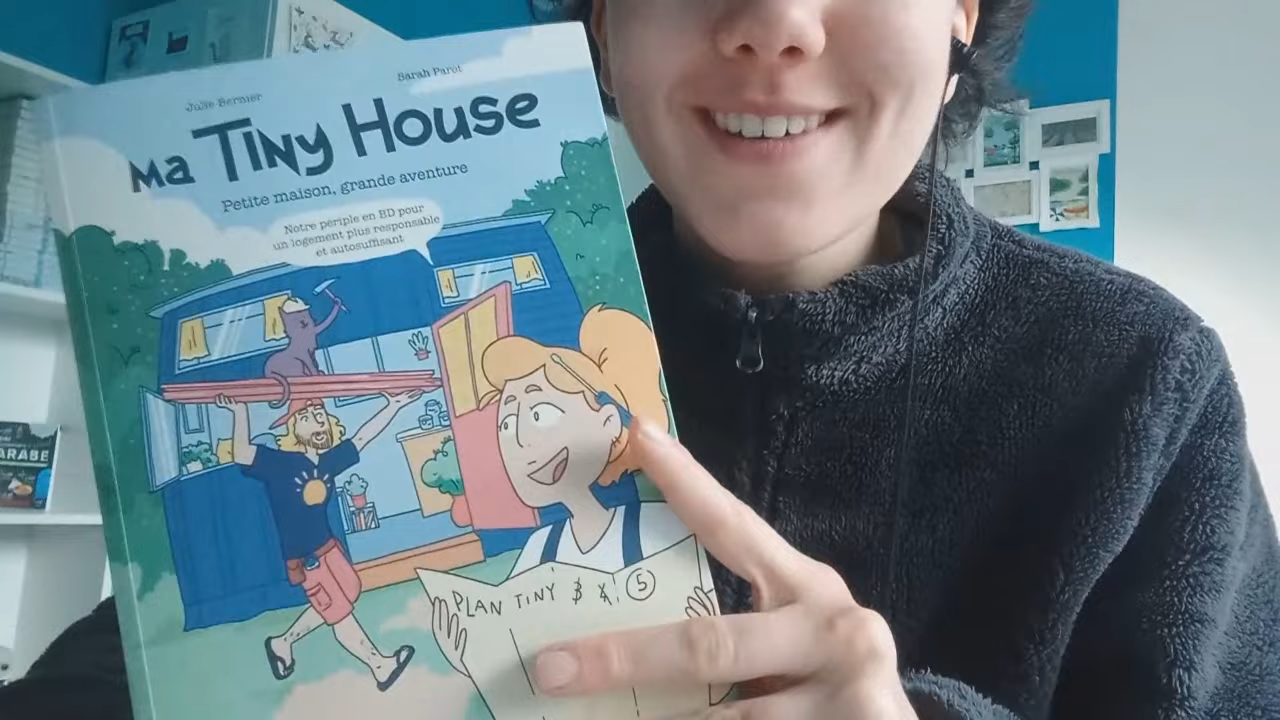 Julie Bernier
Sarah Parot
Ma Tiny House
Petite maison, grande aventure
Notre périple en BD pour
un logement plus responsable
et autosuffisant
PLAN TINY 5
ARABE